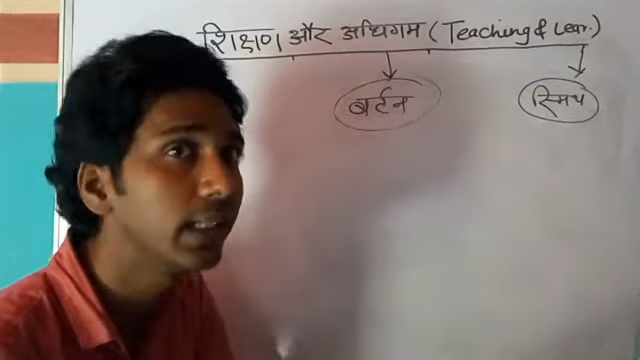 शिक्षण और अधिगम (Teaching & Lear.)
बर्टन स्मिथ